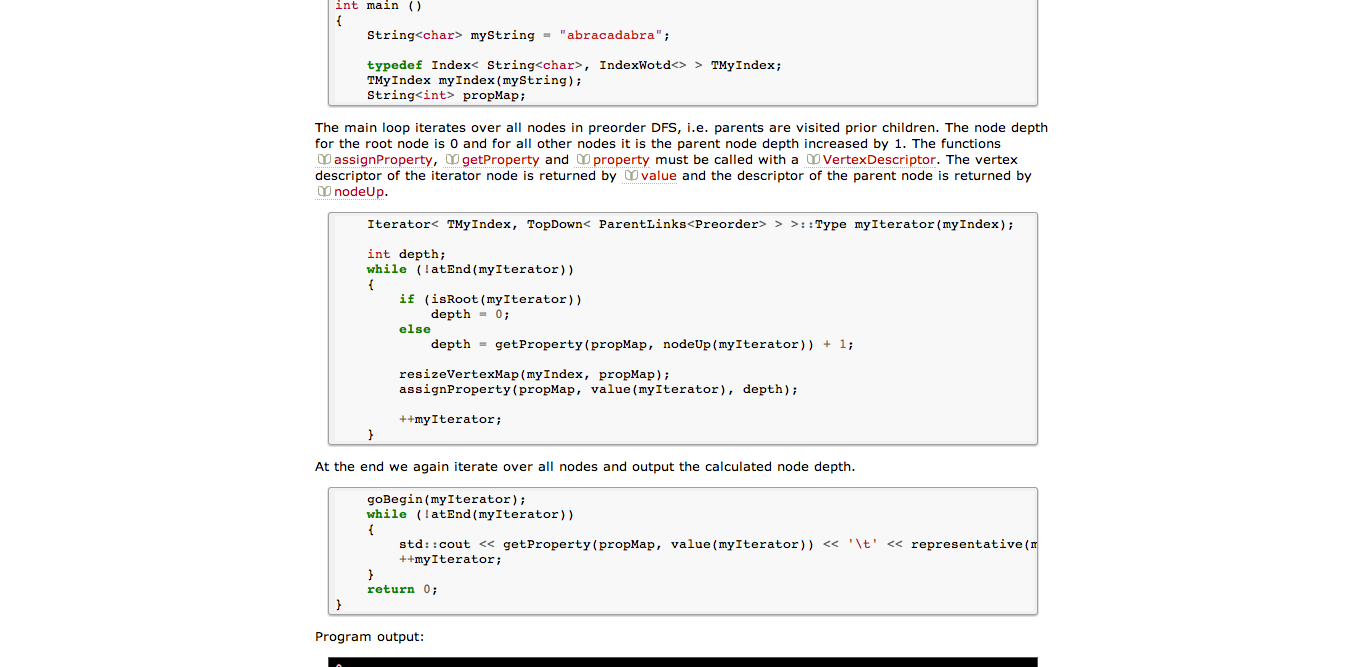 int main ()
{
    String<char> myString = "abracadabra";
    typedef Index< String<char>, IndexWotd<> > TMyIndex;
    TMyIndex myIndex(myString);
    String<int> propMap;
The main loop iterates over all nodes in preorder DFS, i.e. parents are visited prior children. The node depth
for the root node is 0 and for all other nodes it is the parent node depth increased by 1. The functions
assignProperty, getProperty and property must be called with a VertexDescriptor. The vertex
descriptor of the iterator node is returned by value and the descriptor of the parent node is returned by
nodeUp.
    Iterator< TMyIndex, TopDown< ParentLinks<Preorder> > >::Type myIterator(myIndex);
    int depth;
    while (!atEnd(myIterator))
    {
        if (isRoot(myIterator))
            depth = 0;
        else
            depth = getProperty(propMap, nodeUp(myIterator)) + 1;
        resizeVertexMap(myIndex, propMap);
        assignProperty(propMap, value(myIterator), depth);
        ++myIterator;
    }
At the end we again iterate over all nodes and output the calculated node depth.
    goBegin(myIterator);
    while (!atEnd(myIterator))
    {
        std::cout << getProperty(propMap, value(myIterator)) << '\t' << representative(
        ++myIterator;
    }
    return 0;
}
Program output: